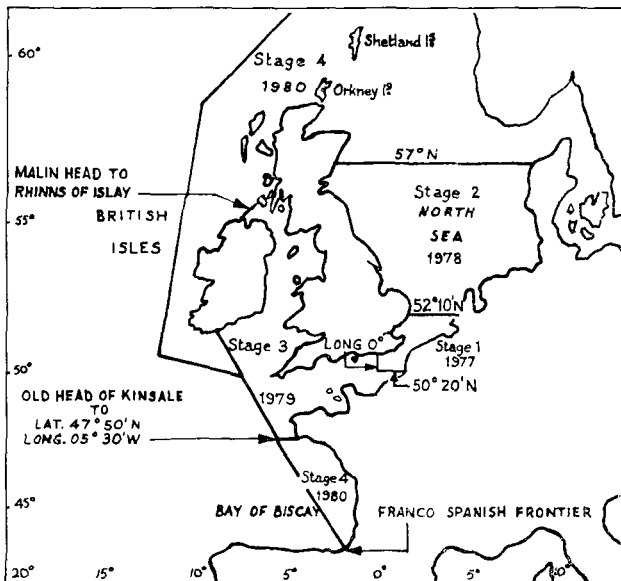 60°
Shetland Is
Stage 4
1980
Orkney Is
57°N
MALIN HEAD TO
RHINNS OF ISLAY
55°
BRITISH
ISLES
Stage 2
NORTH
SEA
1978
52°10'N
Stage 3
LONG 0°
Stage 1
1977
50°
50°20'N
1979
OLD HEAD OF KINSALE
TO
LAT. 47°50'N
LONG. 05°30'W
Stage 4
1980
45°
BAY OF BISCAY
FRANCO SPANISH FRONTIER
20°
15°
10°
5°
0°
5°
10°